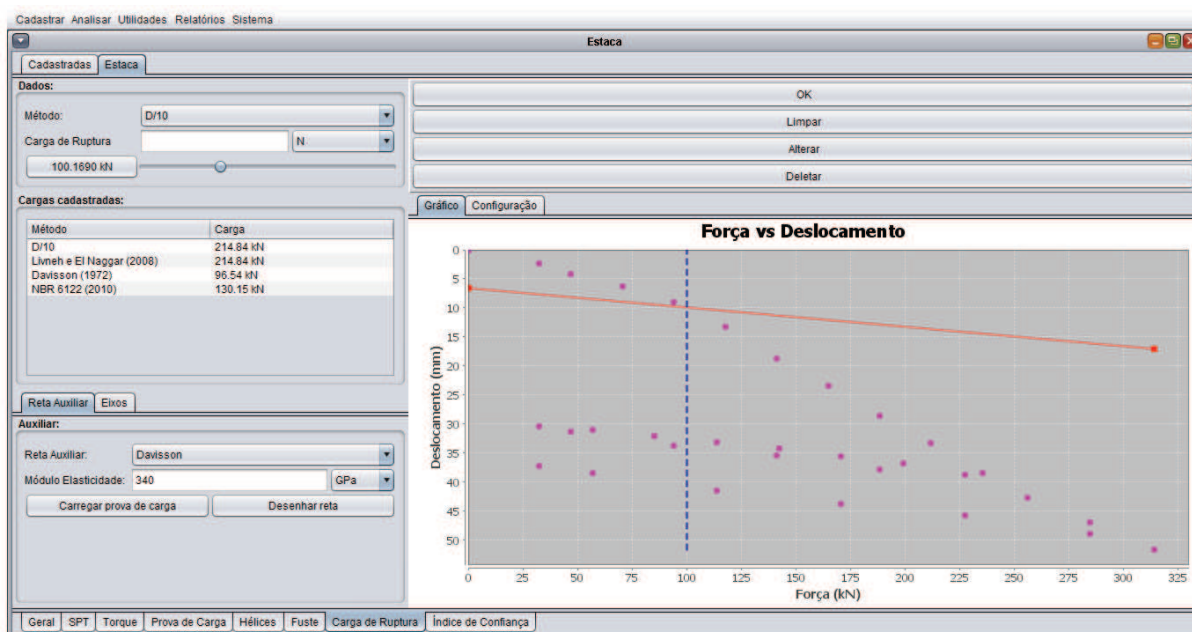 Cadastrar Analisar Utilidades Relatórios Sistema
Estaca
Cadastradas Estaca
Dados:
Método: D/10
Carga de Ruptura N
100.1690 kN
OK
Limpar
Alterar
Deletar
Cargas cadastradas:
Método Carga
D/10 214.84 kN
Livneh e El Naggar (2008) 214.84 kN
Davisson (1972) 96.54 kN
NBR 6122 (2010) 130.15 kN
Reta Auxiliar Eixos
Auxiliar:
Reta Auxiliar: Davisson
Módulo Elasticidade: 340 GPa
Carregar prova de carga Desenhar reta
Gráfico Configuração
Força vs Deslocamento
Deslocamento (mm)
0
5
10
15
20
25
30
35
40
45
50
0 25 50 75 100 125 150 175 200 225 250 275 300 325
Força (kN)
Geral SPT Torque Prova de Carga Hélices Fuste Carga de Ruptura Índice de Confiança